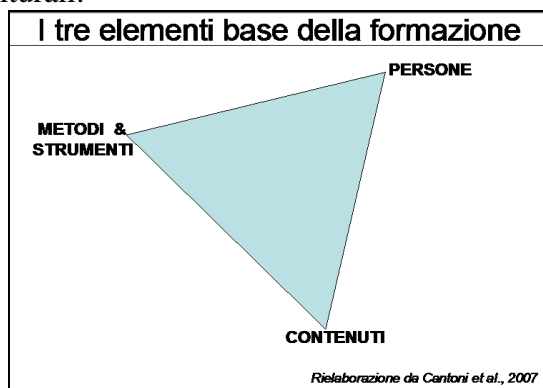 I tre elementi base della formazione
PERSONE
METODI &
STRUMENTI
CONTENUTI
Rielaborazione da Cantoni et al., 2007